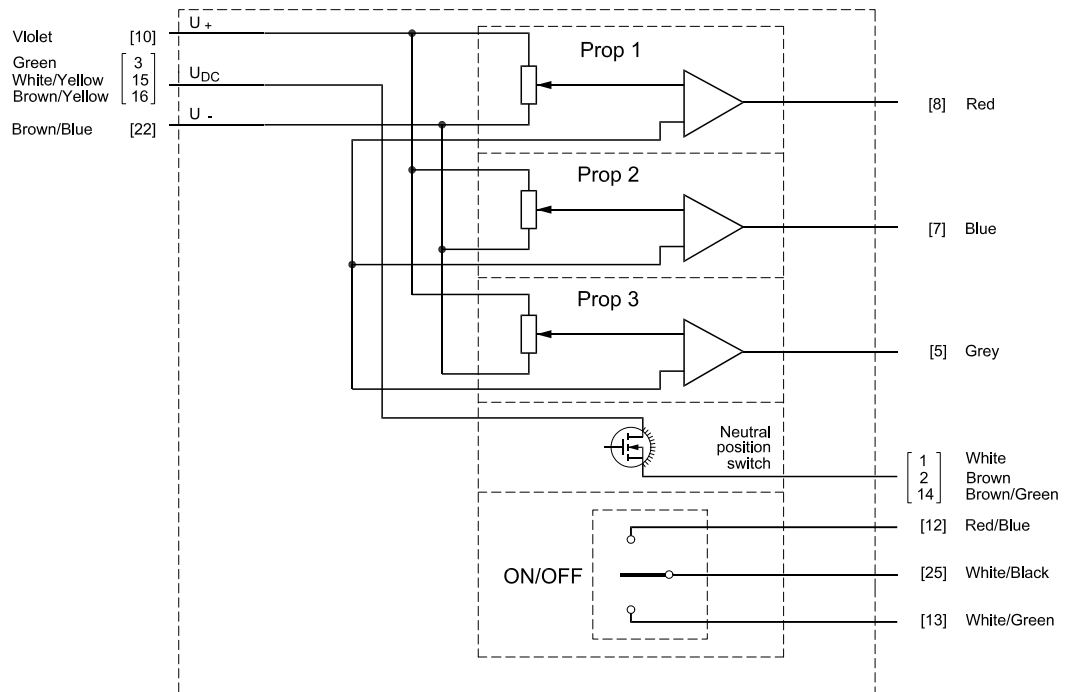 Violet [10] U +
Green [ 3 ]
White/Yellow [ 15 ] UDC
Brown/Yellow [ 16 ]
Brown/Blue [22] U -
Prop 1
[8] Red
Prop 2
[7] Blue
Prop 3
[5] Grey
Neutral
position
switch
[ 1 ] White
[ 2 ] Brown
[ 14 ] Brown/Green
[12] Red/Blue
ON/OFF
[25] White/Black
[13] White/Green